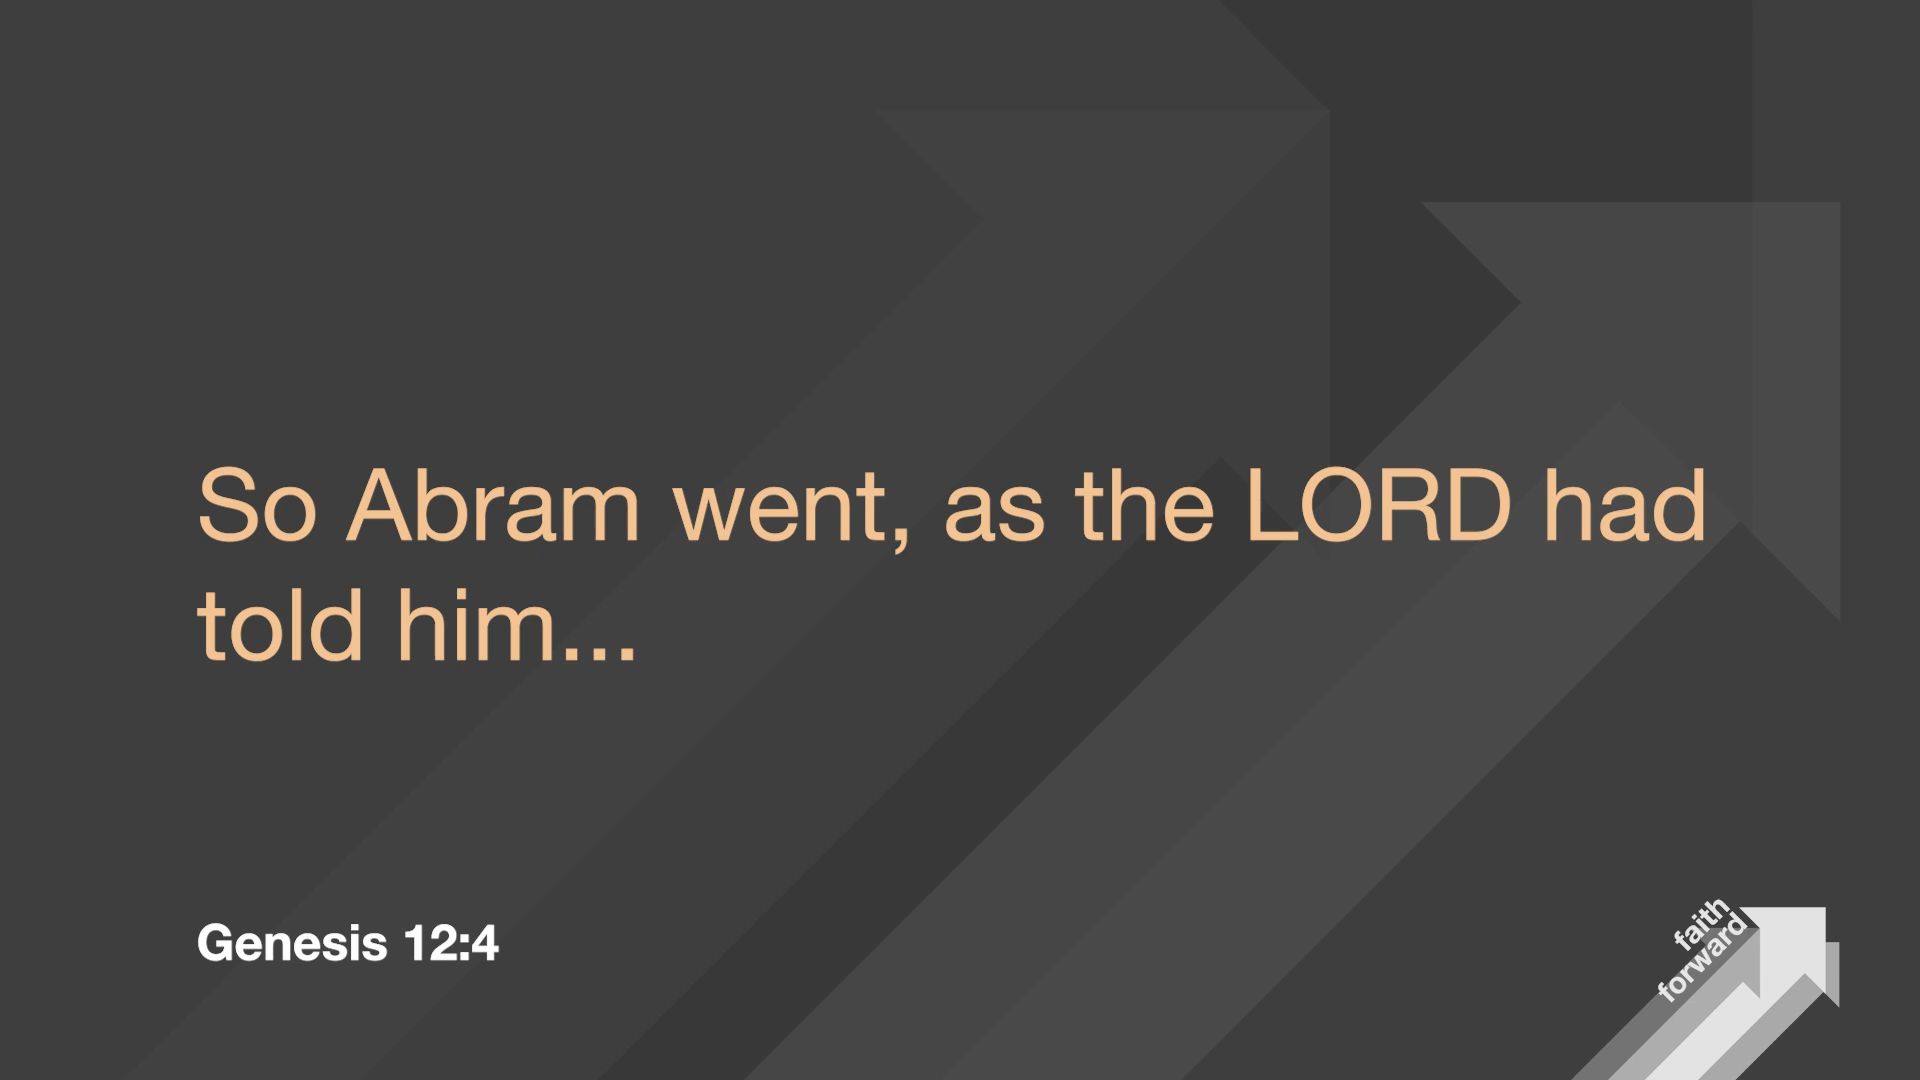 So Abram went, as the LORD had
told him...
Genesis 12:4
faith
forward